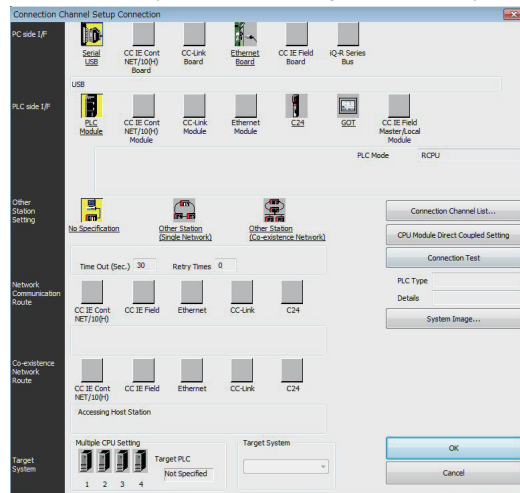 Connection Channel Setup Connection
PC side I/F
Serial
USB
CC IE Cont
NET/10(H)
Board
CC-Link
Board
Ethernet
Board
CC IE Field
Board
iQ-R Series
Bus
USB
PLC side I/F
PLC
Module
CC IE Cont
NET/10(H)
Module
CC-Link
Module
Ethernet
Module
C24
GOT
CC IE Field
Master/Local
Module
PLC Mode RCPU
Other
Station
Setting
No Specification
Other Station
(Single Network)
Other Station
(Co-existence Network)
Connection Channel List...
CPU Module Direct Coupled Setting
Time Out (Sec.) 30 Retry Times 0
Connection Test
PLC Type
Details
System Image...
Network
Communication
Route
CC IE Cont
NET/10(H)
CC IE Field
Ethernet
CC-Link
C24
Co-existence
Network
Route
CC IE Cont
NET/10(H)
CC IE Field
Ethernet
CC-Link
C24
Accessing Host Station
Target
System
Multiple CPU Setting
1 2 3 4
Target PLC
Not Specified
Target System
OK
Cancel